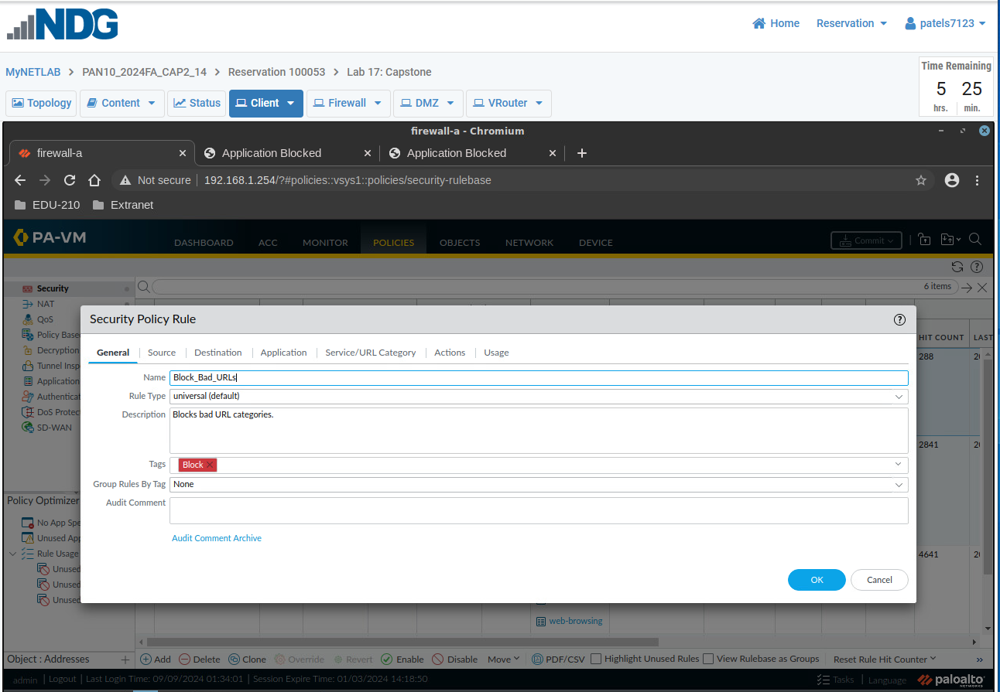 NDG
Home Reservation patels7123
MyNETLAB > PAN10_2024FA_CAP2_14 > Reservation 100053 > Lab 17: Capstone
Time Remaining
5 25
hrs. min.
Topology Content Status Client Firewall DMZ VRouter
firewall-a - Chromium
firewall-a Application Blocked Application Blocked
Not secure 192.168.1.254/?#policies::vsys1::policies/security-rulebase
EDU-210 Extranet
PA-VM DASHBOARD ACC MONITOR POLICIES OBJECTS NETWORK DEVICE Commit
Security
6 items
NAT
QoS
Policy Base
Decryption
Tunnel Insp
Application
Authenticat
DoS Protec
SD-WAN
HIT COUNT LAST
288 20
2841 20
4641 20
Security Policy Rule
General Source Destination Application Service/URL Category Actions Usage
Name Block_Bad_URLs
Rule Type universal (default)
Description Blocks bad URL categories.
Tags Block
Group Rules By Tag None
Audit Comment
Audit Comment Archive
OK Cancel
Policy Optimizer
No App Spe
Unused App
Rule Usage
Unused
Unused
Unused
web-browsing
Object : Addresses
Add Delete Clone Override Revert Enable Disable Move PDF/CSV Highlight Unused Rules View Rulebase as Groups Reset Rule Hit Counter
admin | Logout | Last Login Time: 09/09/2024 01:34:01 | Session Expire Time: 01/03/2024 14:18:50
Tasks | Language paloalto NETWORKS